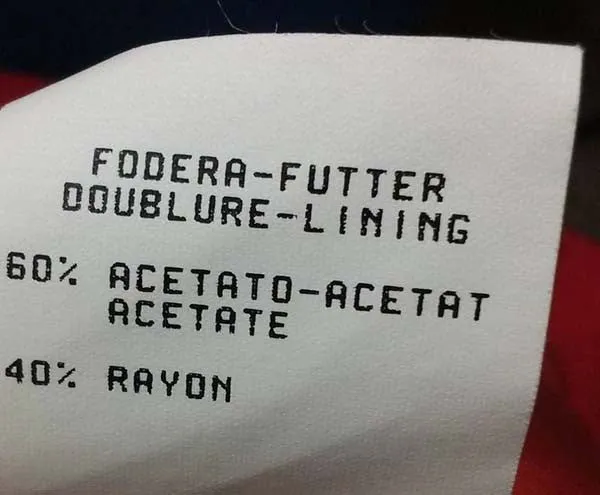 FODERA-FUTTER
DOUBLURE-LINING
60% ACETATO-ACETAT
ACETATE
40% RAYON